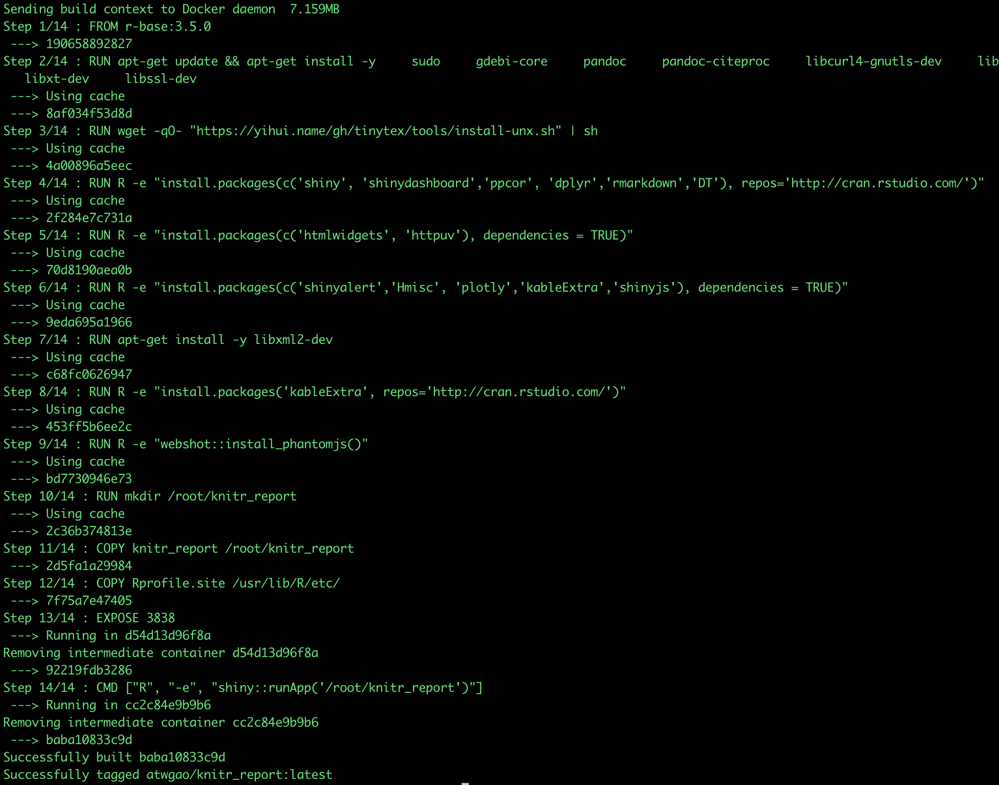 Sending build context to Docker daemon  7.159MB
Step 1/14 : FROM r-base:3.5.0
 ---> 190658892827
Step 2/14 : RUN apt-get update && apt-get install -y     sudo     gdebi-core     pandoc     pandoc-citeproc     libcurl4-gnutls-dev     lib
   libxt-dev     libssl-dev
 ---> Using cache
 ---> 8af034f53d8d
Step 3/14 : RUN wget -qO- "https://yihui.name/gh/tinytex/tools/install-unx.sh" | sh
 ---> Using cache
 ---> 4a00896a5eec
Step 4/14 : RUN R -e "install.packages(c('shiny', 'shinydashboard','ppcor', 'dplyr','rmarkdown','DT'), repos='http://cran.rstudio.com/')"
 ---> Using cache
 ---> 2f284e7c731a
Step 5/14 : RUN R -e "install.packages(c('htmlwidgets', 'httpuv'), dependencies = TRUE)"
 ---> Using cache
 ---> 70d8190aea0b
Step 6/14 : RUN R -e "install.packages(c('shinyalert','Hmisc', 'plotly','kableExtra','shinyjs'), dependencies = TRUE)"
 ---> Using cache
 ---> 9eda695a1966
Step 7/14 : RUN apt-get install -y libxml2-dev
 ---> Using cache
 ---> c68fc0626947
Step 8/14 : RUN R -e "install.packages('kableExtra', repos='http://cran.rstudio.com/')"
 ---> Using cache
 ---> 453ff5b6ee2c
Step 9/14 : RUN R -e "webshot::install_phantomjs()"
 ---> Using cache
 ---> bd7730946e73
Step 10/14 : RUN mkdir /root/knitr_report
 ---> Using cache
 ---> 2c36b374813e
Step 11/14 : COPY knitr_report /root/knitr_report
 ---> 2d5fa1a29984
Step 12/14 : COPY Rprofile.site /usr/lib/R/etc/
 ---> 7f75a7e47405
Step 13/14 : EXPOSE 3838
 ---> Running in d54d13d96f8a
Removing intermediate container d54d13d96f8a
 ---> 92219fdb3286
Step 14/14 : CMD ["R", "-e", "shiny::runApp('/root/knitr_report')"]
 ---> Running in cc2c84e9b9b6
Removing intermediate container cc2c84e9b9b6
 ---> baba10833c9d
Successfully built baba10833c9d
Successfully tagged atwgao/knitr_report:latest